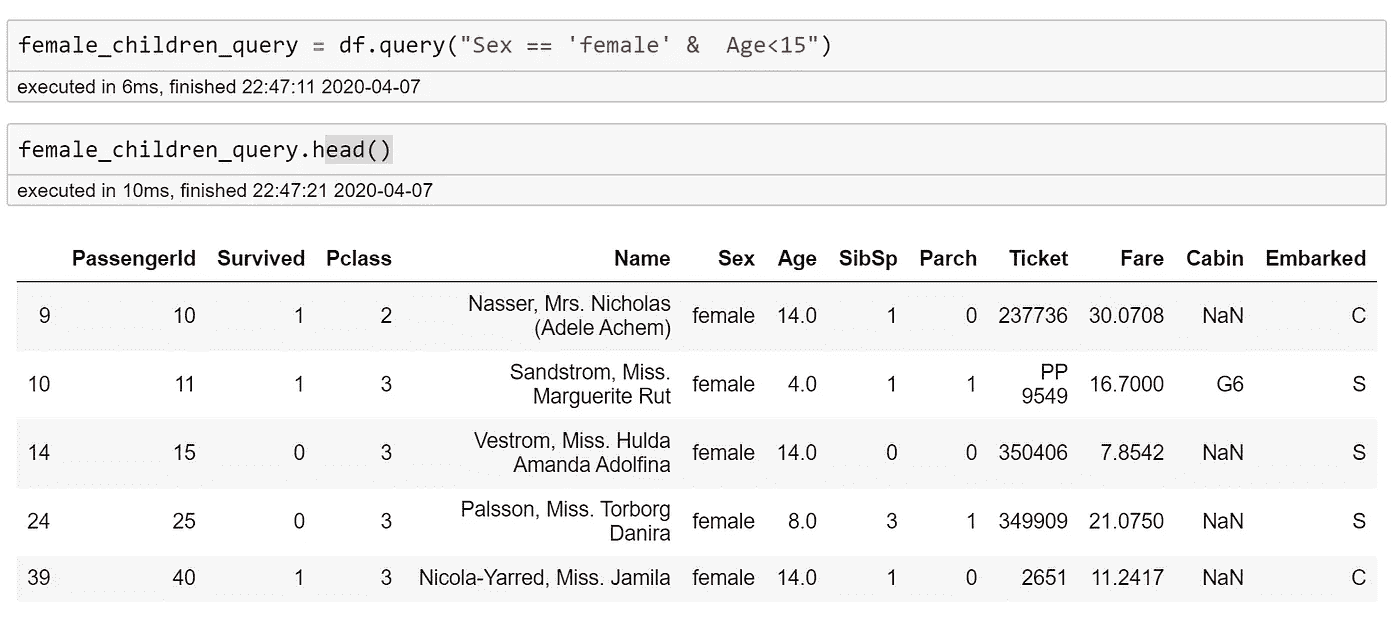 female_children_query = df.query("Sex == 'female' &  Age<15")
executed in 6ms, finished 22:47:11 2020-04-07
female_children_query.head()
executed in 10ms, finished 22:47:21 2020-04-07
PassengerId Survived Pclass Name Sex Age SibSp Parch Ticket Fare Cabin Embarked
9 10 1 2 Nasser, Mrs. Nicholas (Adele Achem) female 14.0 1 0 237736 30.0708 NaN C
10 11 1 3 Sandstrom, Miss. Marguerite Rut female 4.0 1 1 PP 9549 16.7000 G6 S
14 15 0 3 Vestrom, Miss. Hulda Amanda Adolfina female 14.0 0 0 350406 7.8542 NaN S
24 25 0 3 Palsson, Miss. Torborg Danira female 8.0 3 1 349909 21.0750 NaN S
39 40 1 3 Nicola-Yarred, Miss. Jamila female 14.0 1 0 2651 11.2417 NaN C